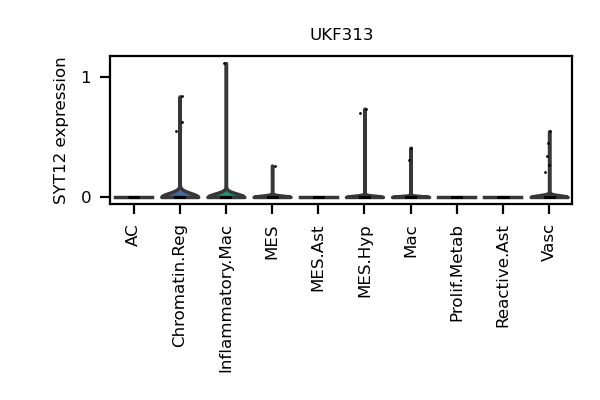 UKF313
SYT12 expression
1
0
AC
Chromatin.Reg
Inflammatory.Mac
MES
MES.Ast
MES.Hyp
Mac
Prolif.Metab
Reactive.Ast
Vasc